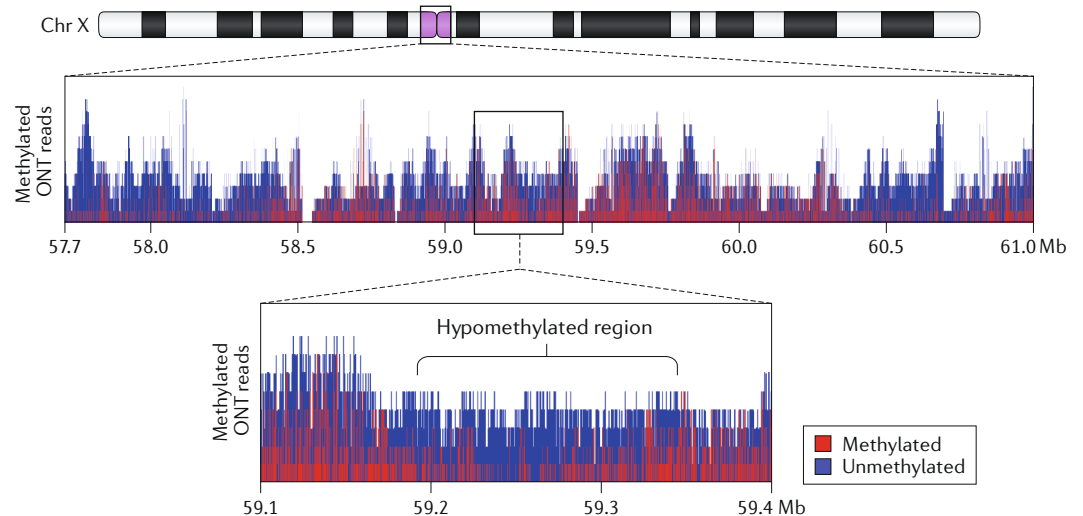 Chr X
Methylated
ONT reads
57.7 58.0 58.5 59.0 59.5 60.0 60.5 61.0 Mb
Hypomethylated region
Methylated
ONT reads
Methylated
Unmethylated
59.1 59.2 59.3 59.4 Mb